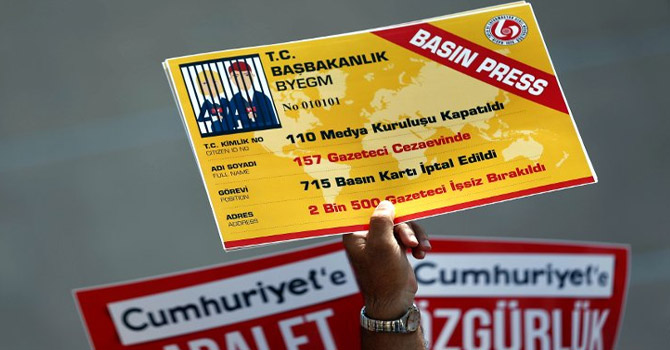 BASIN PRESS
T.C.
BAŞBAKANLIK
BYEGM
No 010101
T.C. KİMLİK NO
CITIZEN ID NO
110 Medya Kuruluşu Kapatıldı
ADI SOYADI
FULL NAME
157 Gazeteci Cezaevinde
GÖREVİ
POSITION
715 Basın Kartı İptal Edildi
ADRES
ADDRESS
2 Bin 500 Gazeteci İşsiz Bırakıldı
Cumhuriyet'e
ADALET
Cumhuriyet'e
ÖZGÜRLÜK